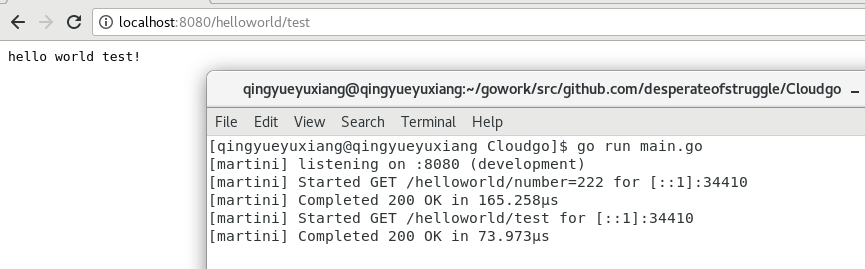 localhost:8080/helloworld/test
hello world test!
qingyueyuxiang@qingyueyuxiang:~/gowork/src/github.com/desperateofstruggle/Cloudgo
File Edit View Search Terminal Help
[qingyueyuxiang@qingyueyuxiang Cloudgo]$ go run main.go
[martini] listening on :8080 (development)
[martini] Started GET /helloworld/number=222 for [::1]:34410
[martini] Completed 200 OK in 165.258µs
[martini] Started GET /helloworld/test for [::1]:34410
[martini] Completed 200 OK in 73.973µs